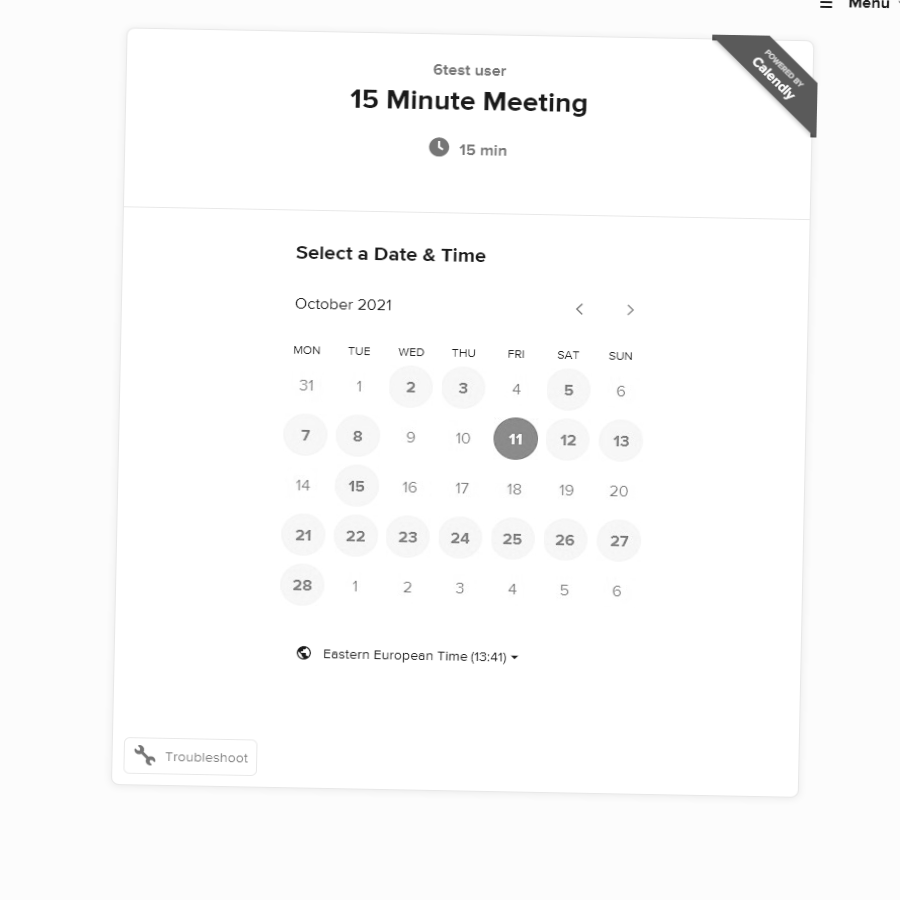 ☰ Menu
POWERED BY
Calendly
6test user
15 Minute Meeting
15 min
Select a Date & Time
October 2021
MON TUE WED THU FRI SAT SUN
31 1 2 3 4 5 6
7 8 9 10 11 12 13
14 15 16 17 18 19 20
21 22 23 24 25 26 27
28 1 2 3 4 5 6
Eastern European Time (13:41)
Troubleshoot